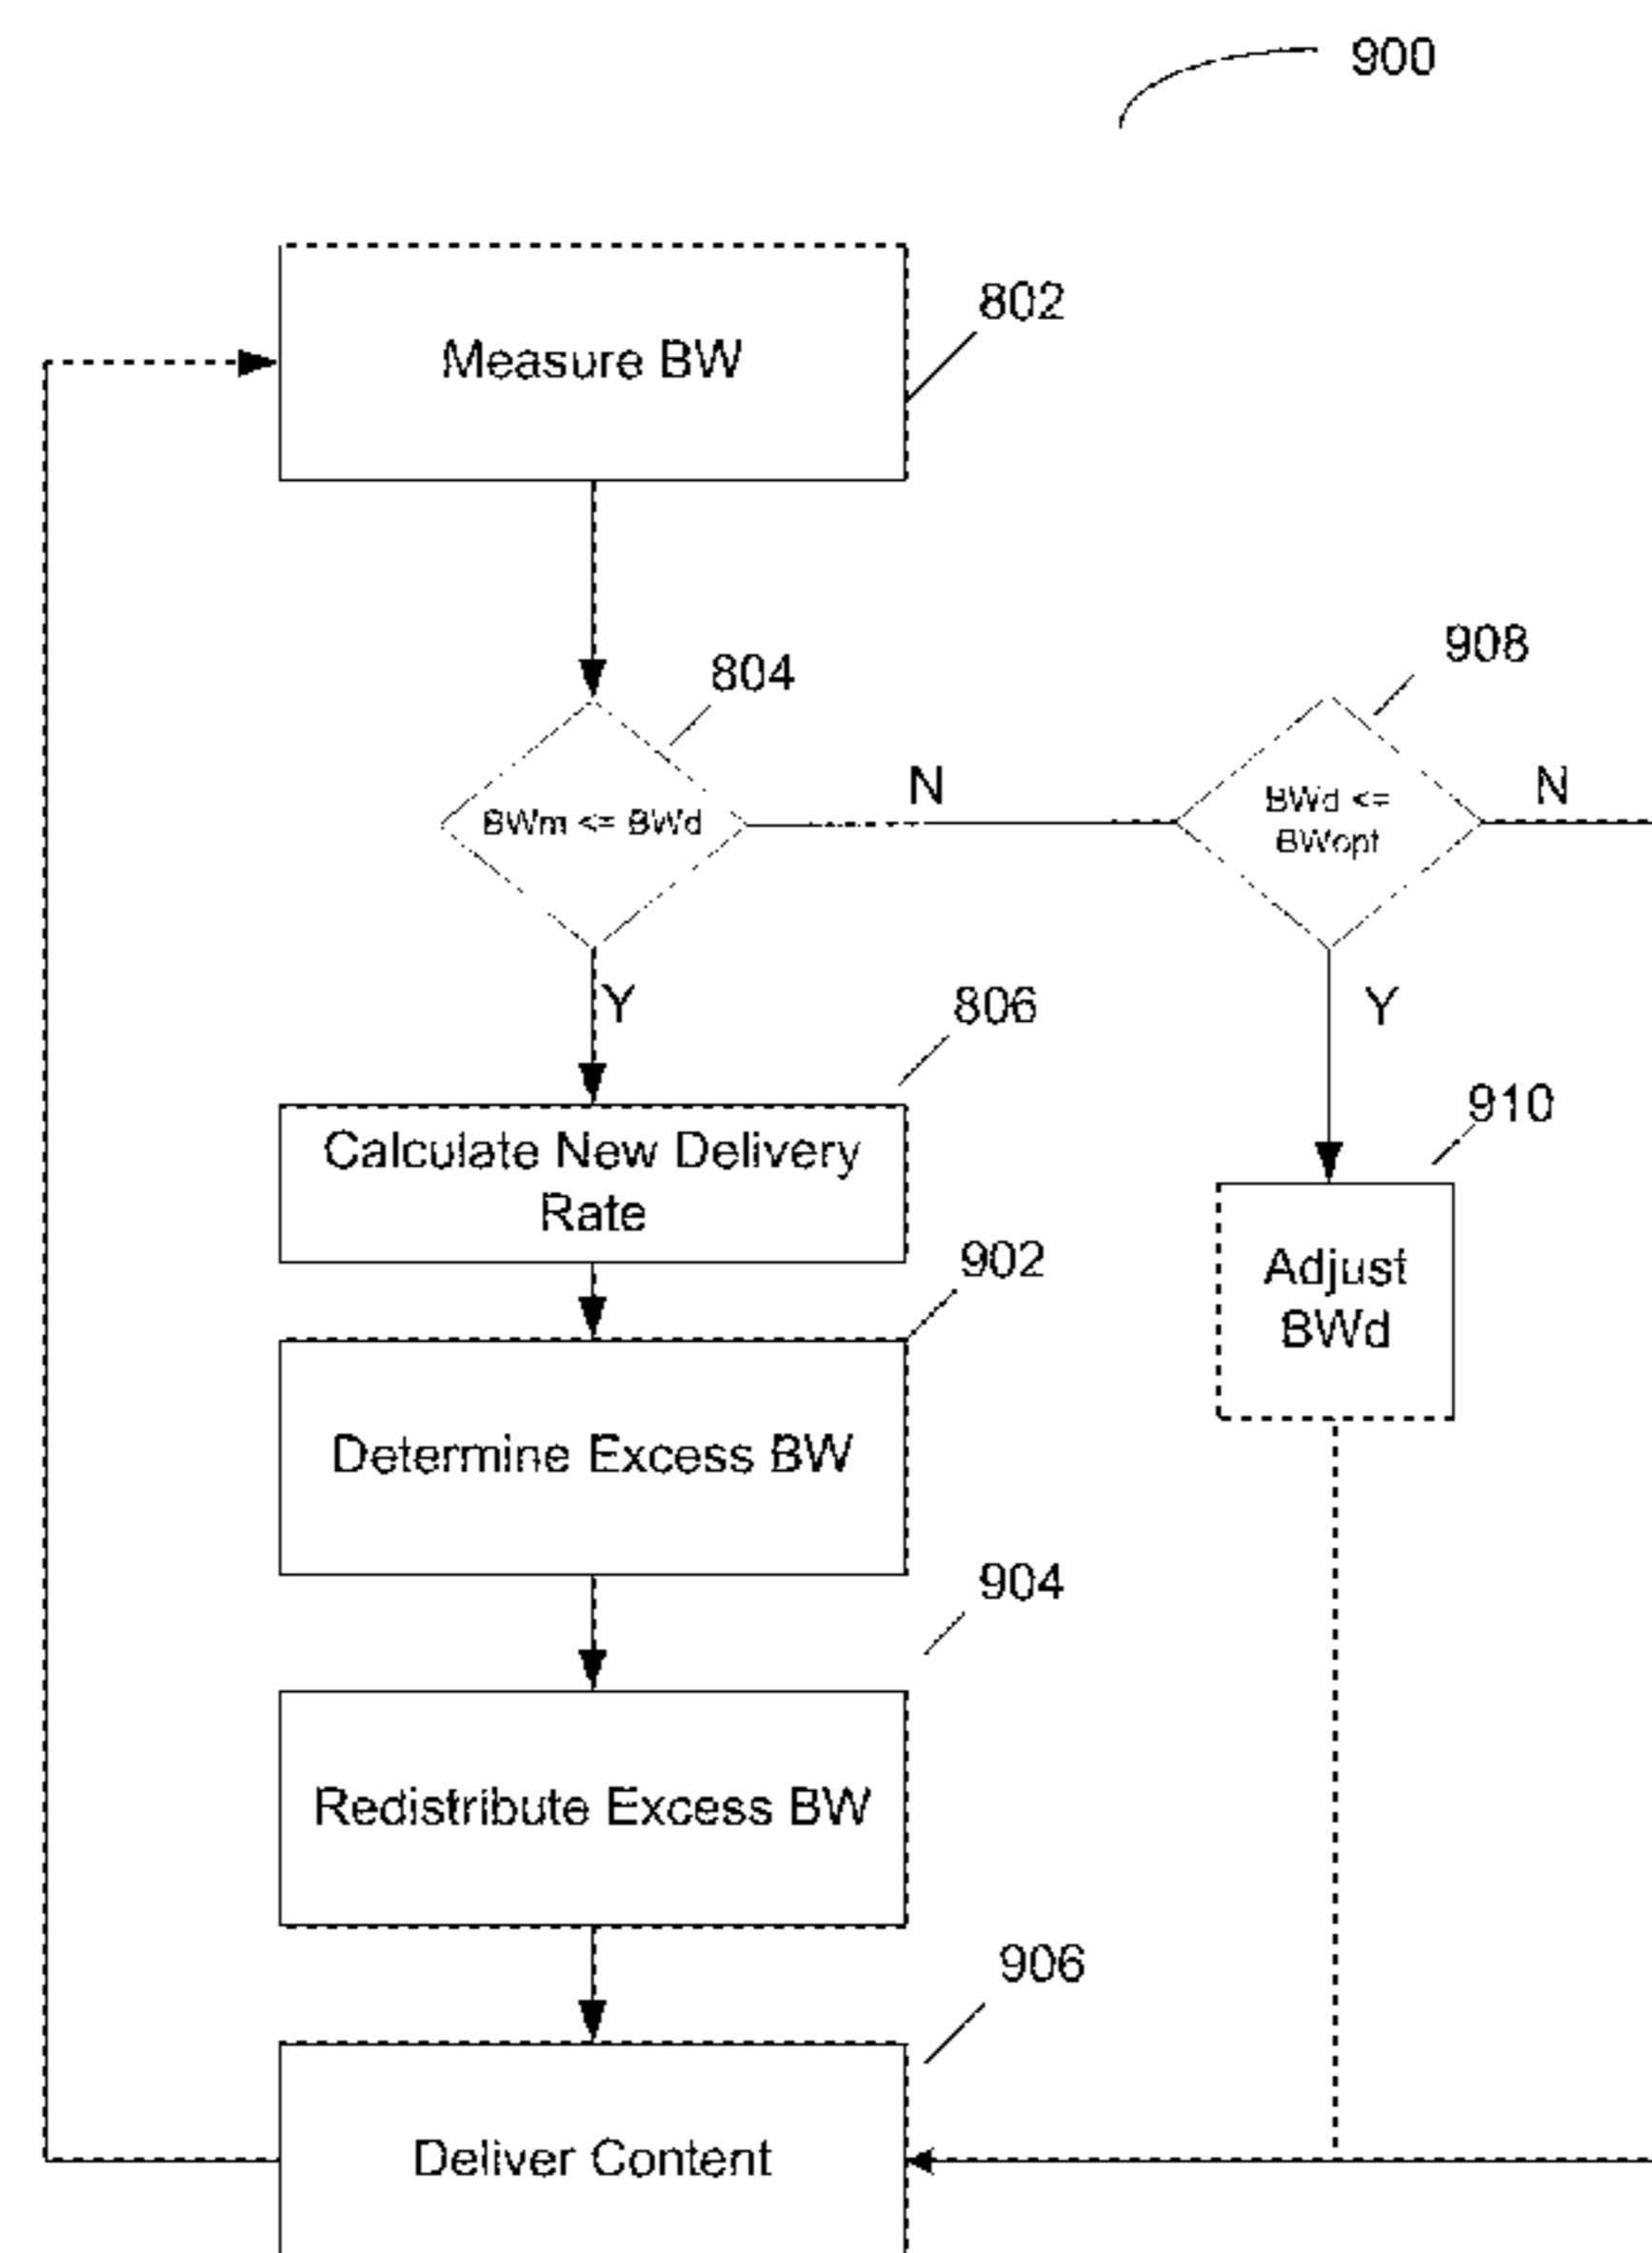 900
Measure BW
802
804
908
BWm <= BWd
N
BWd <=
BWopt
N
Y
Y
806
Calculate New Delivery
Rate
910
902
Adjust
BWd
Determine Excess BW
904
Redistribute Excess BW
906
Deliver Content